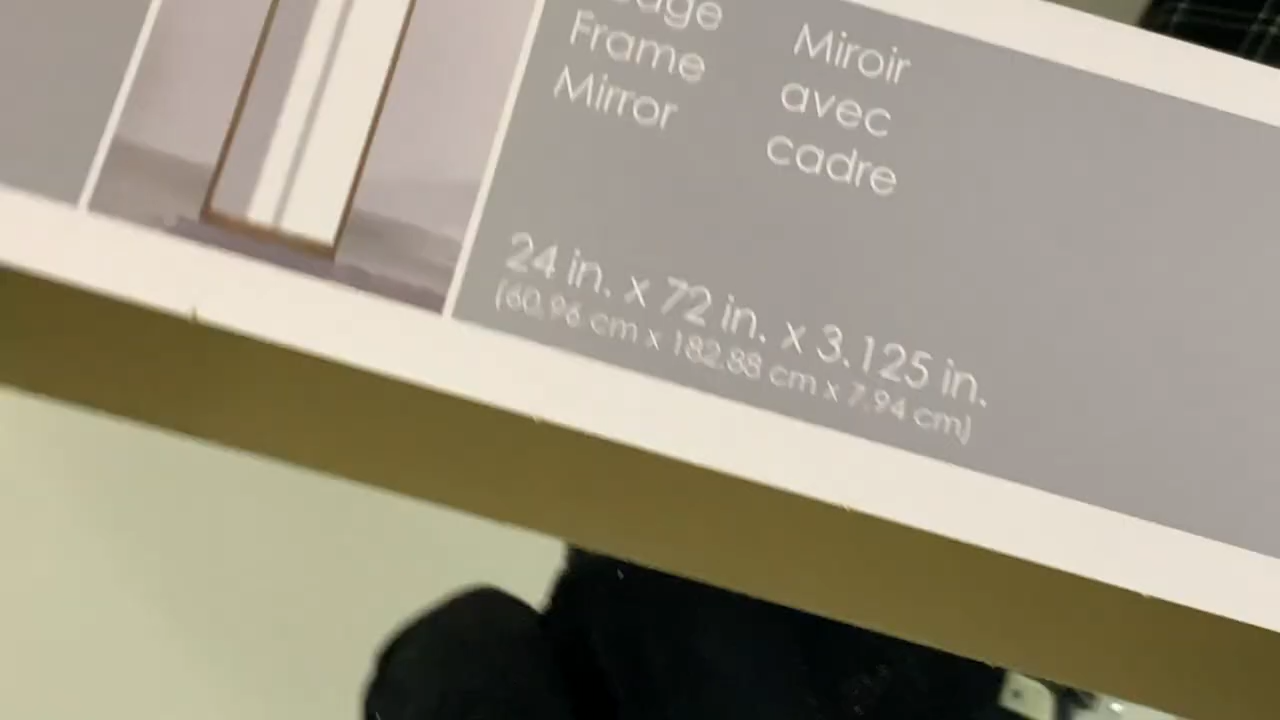 Frame
Mirror
Miroir
avec
cadre
24 in. x 72 in. x 3.125 in.
(60.96 cm x 182.88 cm x 7.94 cm)